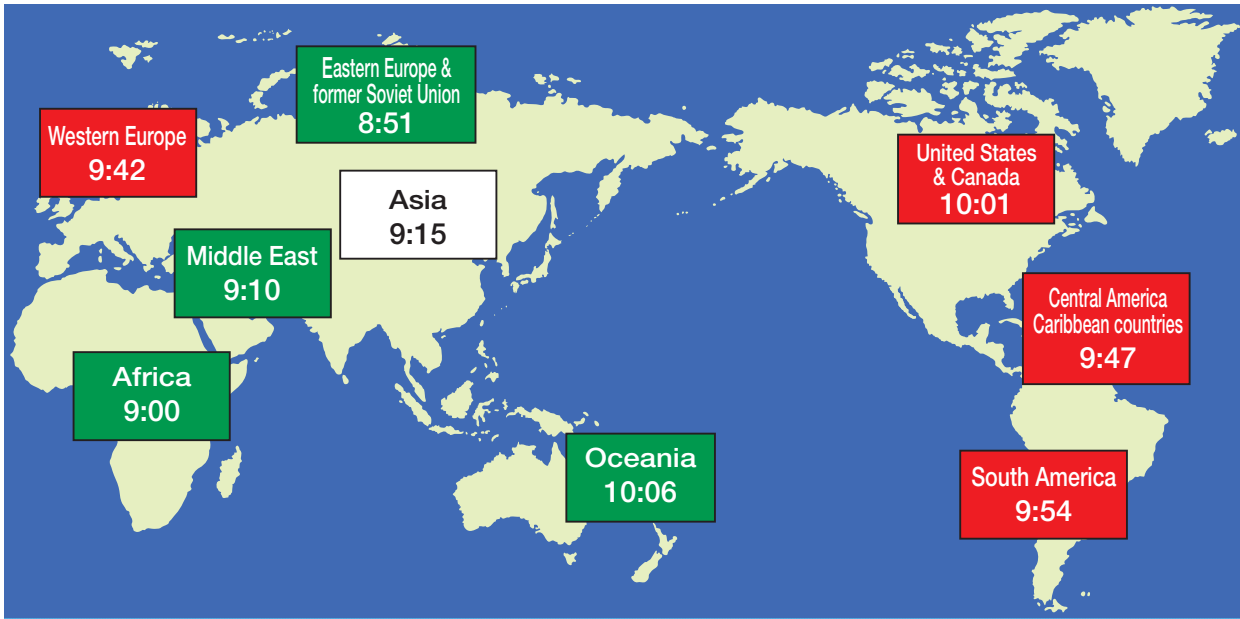 Eastern Europe &
former Soviet Union
8:51
Western Europe
9:42
United States
& Canada
10:01
Asia
9:15
Middle East
9:10
Central America
Caribbean countries
9:47
Africa
9:00
Oceania
10:06
South America
9:54